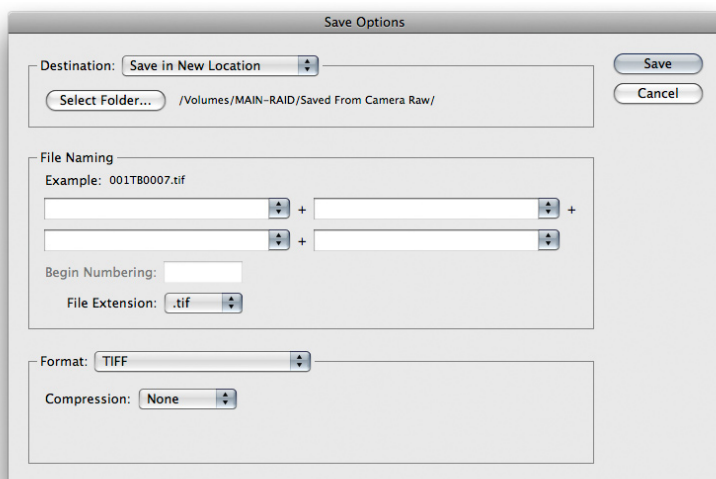 Save Options
Destination: Save in New Location
Save
Select Folder... /Volumes/MAIN-RAID/Saved From Camera Raw/
Cancel
File Naming
Example: 001TB0007.tif
+ +
+
Begin Numbering:
File Extension: .tif
Format: TIFF
Compression: None